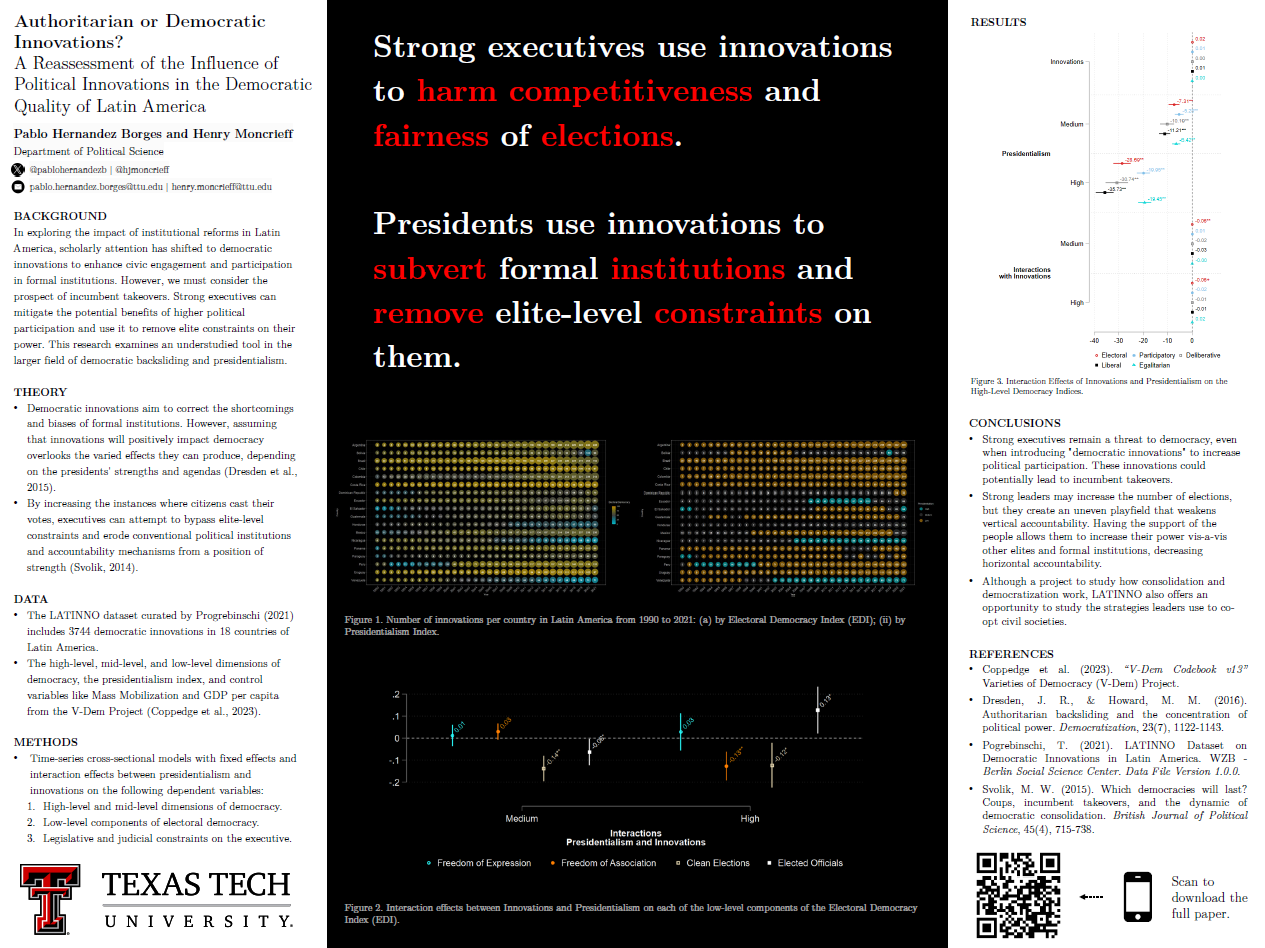 Authoritarian or Democratic
Innovations?
A Reassessment of the Influence of
Political Innovations in the Democratic
Quality of Latin America
Pablo Hernandez Borges and Henry Moncrieff
Department of Political Science
@pablohernandezb | @hjmoncrieff
pablo.hernandez.borges@ttu.edu | henry.moncrieff@ttu.edu
BACKGROUND
In exploring the impact of institutional reforms in Latin
America, scholarly attention has shifted to democratic
innovations to enhance civic engagement and participation
in formal institutions. However, we must consider the
prospect of incumbent takeovers. Strong executives can
mitigate the potential benefits of higher political
participation and use it to remove elite constraints on their
power. This research examines an understudied tool in the
larger field of democratic backsliding and presidentialism.
THEORY
• Democratic innovations aim to correct the shortcomings
and biases of formal institutions. However, assuming
that innovations will positively impact democracy
overlooks the varied effects they can produce, depending
on the presidents' strengths and agendas (Dresden et al.,
2015).
• By increasing the instances where citizens cast their
votes, executives can attempt to bypass elite-level
constraints and erode conventional political institutions
and accountability mechanisms from a position of
strength (Svolik, 2014).
DATA
• The LATINNO dataset curated by Progrebinschi (2021)
includes 3744 democratic innovations in 18 countries of
Latin America.
• The high-level, mid-level, and low-level dimensions of
democracy, the presidentialism index, and control
variables like Mass Mobilization and GDP per capita
from the V-Dem Project (Coppedge et al., 2023).
METHODS
• Time-series cross-sectional models with fixed effects and
interaction effects between presidentialism and
innovations on the following dependent variables:
1. High-level and mid-level dimensions of democracy.
2. Low-level components of electoral democracy.
3. Legislative and judicial constraints on the executive.
TEXAS TECH
UNIVERSITY.
Strong executives use innovations
to harm competitiveness and
fairness of elections.
Presidents use innovations to
subvert formal institutions and
remove elite-level constraints on
them.
Figure 1. Number of innovations per country in Latin America from 1990 to 2021: (a) by Electoral Democracy Index (EDI); (ii) by
Presidentialism Index.
.2
.1
0
-.1
-.2
0.01
0.03
-0.14**
-0.06*
0.03
-0.13**
-0.12*
0.13*
Medium
High
Interactions
Presidentialism and Innovations
Freedom of Expression
Freedom of Association
Clean Elections
Elected Officials
Figure 2. Interaction effects between Innovations and Presidentialism on each of the low-level components of the Electoral Democracy
Index (EDI).
RESULTS
Innovations
Medium
Presidentialism
High
Medium
Interactions
with Innovations
High
-40 -30 -20 -10 0
Electoral Participatory Deliberative
Liberal Egalitarian
Figure 3. Interaction Effects of Innovations and Presidentialism on the
High-Level Democracy Indices.
CONCLUSIONS
• Strong executives remain a threat to democracy, even
when introducing "democratic innovations" to increase
political participation. These innovations could
potentially lead to incumbent takeovers.
• Strong leaders may increase the number of elections,
but they create an uneven playfield that weakens
vertical accountability. Having the support of the
people allows them to increase their power vis-a-vis
other elites and formal institutions, decreasing
horizontal accountability.
• Although a project to study how consolidation and
democratization work, LATINNO also offers an
opportunity to study the strategies leaders use to co-
opt civil societies.
REFERENCES
• Coppedge et al. (2023). “V-Dem Codebook v13”
Varieties of Democracy (V-Dem) Project.
• Dresden, J. R., & Howard, M. M. (2016).
Authoritarian backsliding and the concentration of
political power. Democratization, 23(7), 1122-1143.
• Pogrebinschi, T. (2021). LATINNO Dataset on
Democratic Innovations in Latin America. WZB -
Berlin Social Science Center. Data File Version 1.0.0.
• Svolik, M. W. (2015). Which democracies will last?
Coups, incumbent takeovers, and the dynamic of
democratic consolidation. British Journal of Political
Science, 45(4), 715-738.
Scan to
download the
full paper.